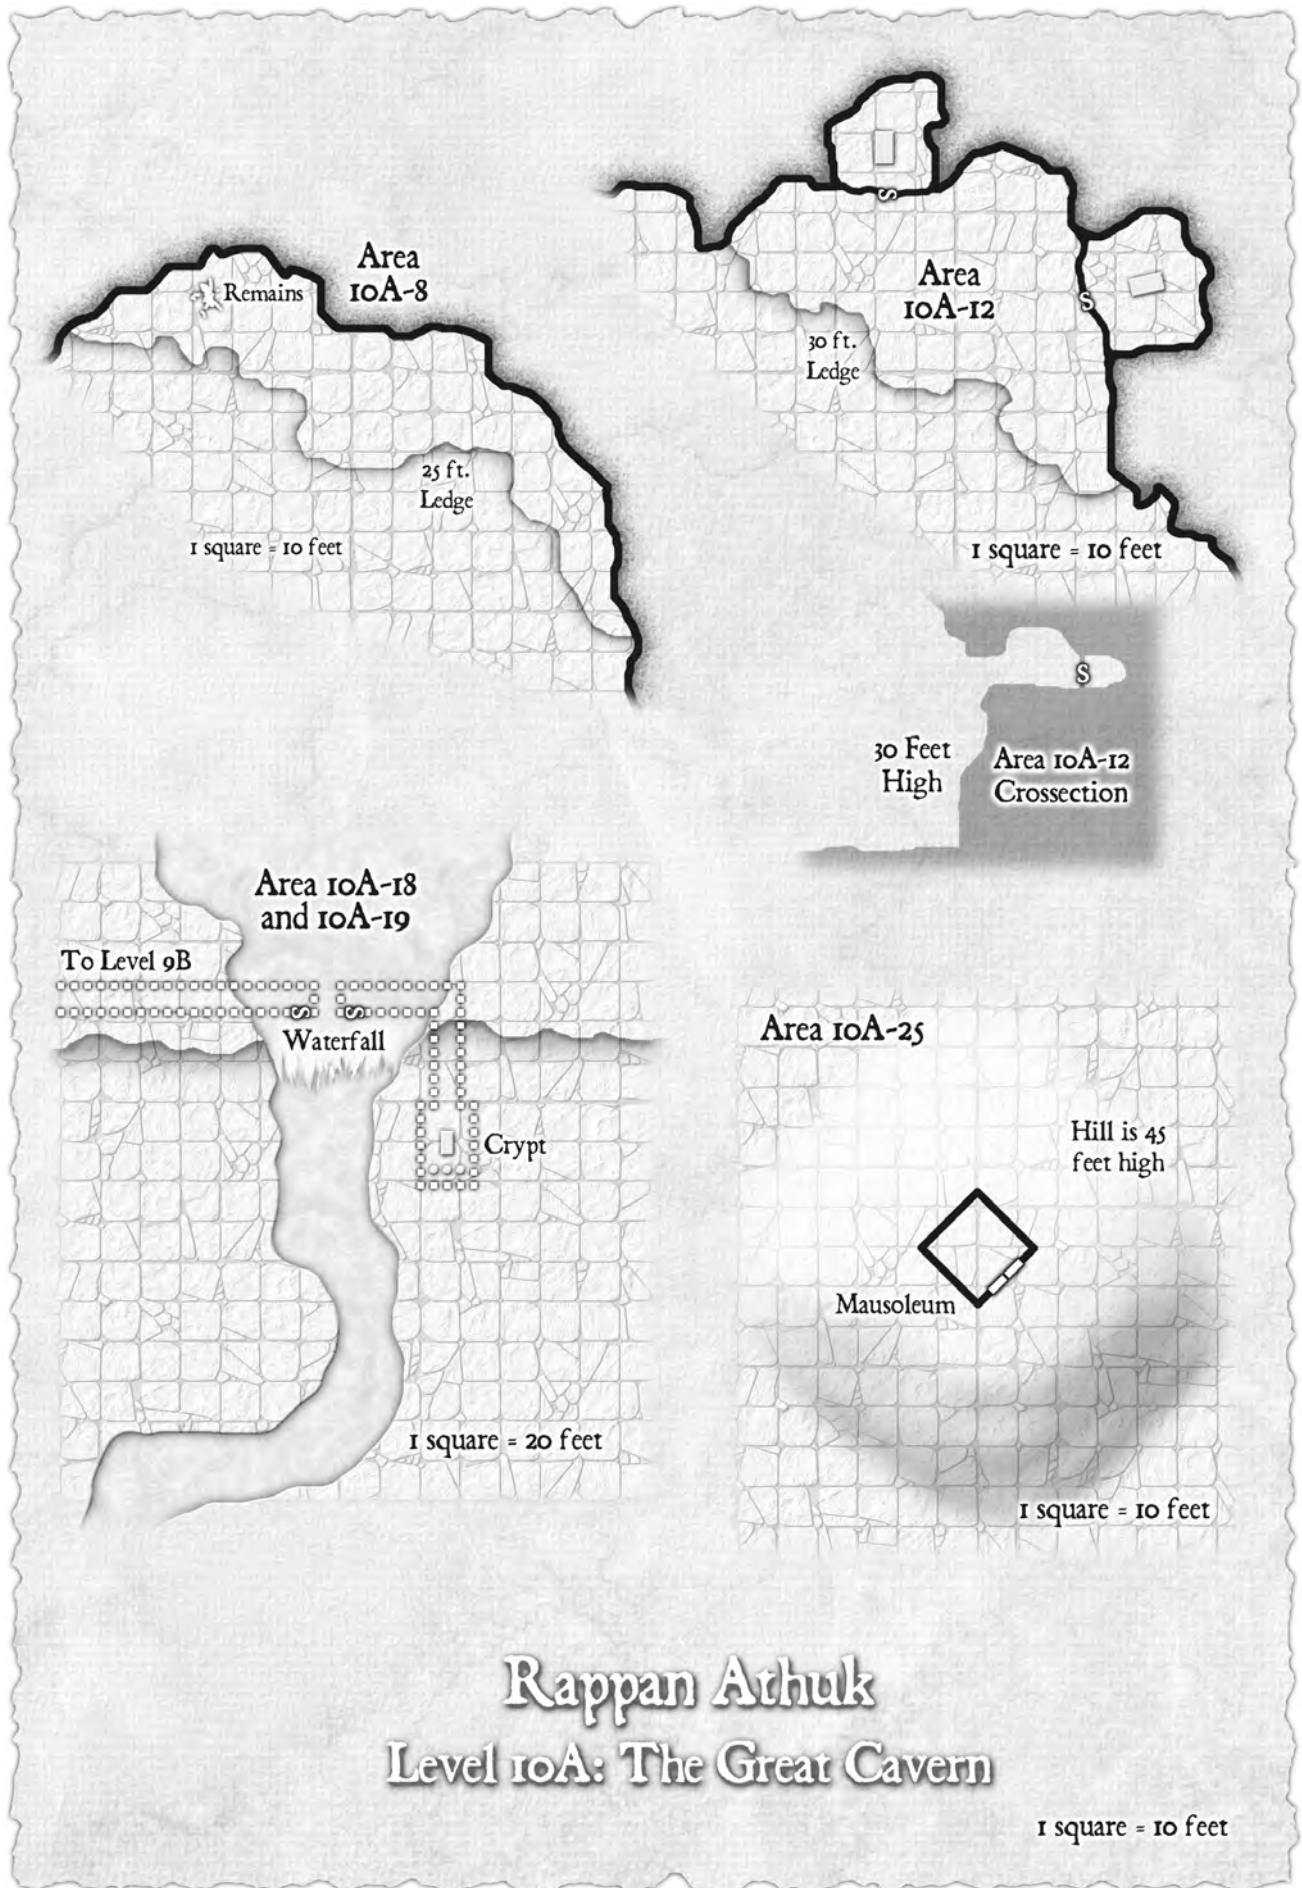 Area
10A-8
Remains
25 ft.
Ledge
1 square = 10 feet
S
Area
10A-12
S
30 ft.
Ledge
1 square = 10 feet
S
30 Feet
High
Area 10A-12
Crossection
Area 10A-18
and 10A-19
To Level 9B
S
S
Waterfall
Crypt
1 square = 20 feet
Area 10A-25
Hill is 45
feet high
Mausoleum
1 square = 10 feet
Rappan Athuk
Level 10A: The Great Cavern
1 square = 10 feet